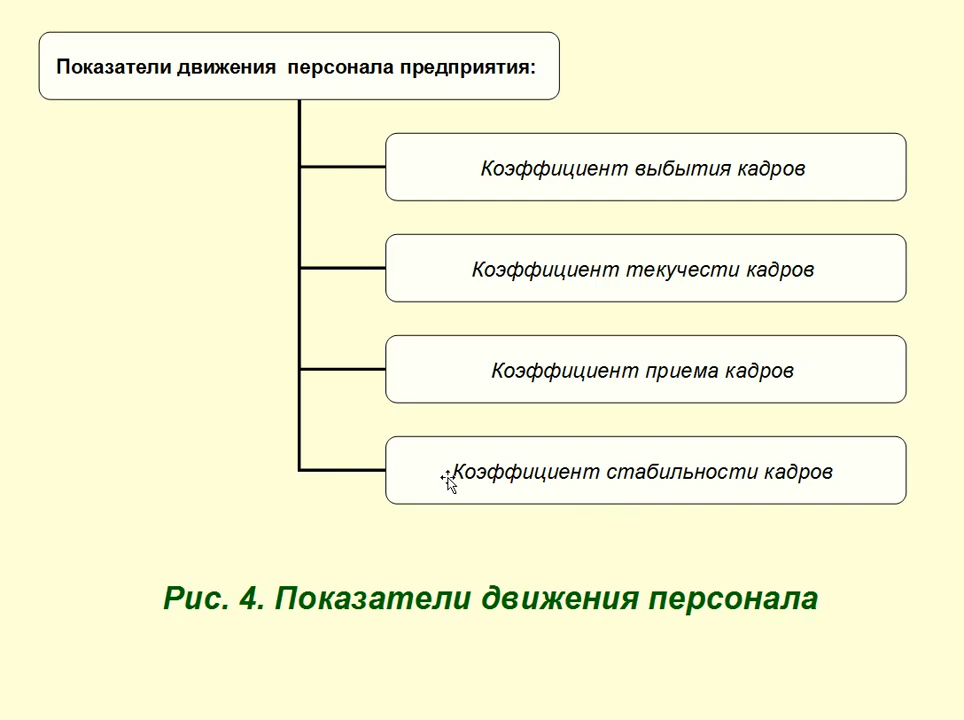 Показатели движения  персонала предприятия:
Коэффициент выбытия кадров
Коэффициент текучести кадров
Коэффициент приема кадров
Коэффициент стабильности кадров
Рис. 4. Показатели движения персонала